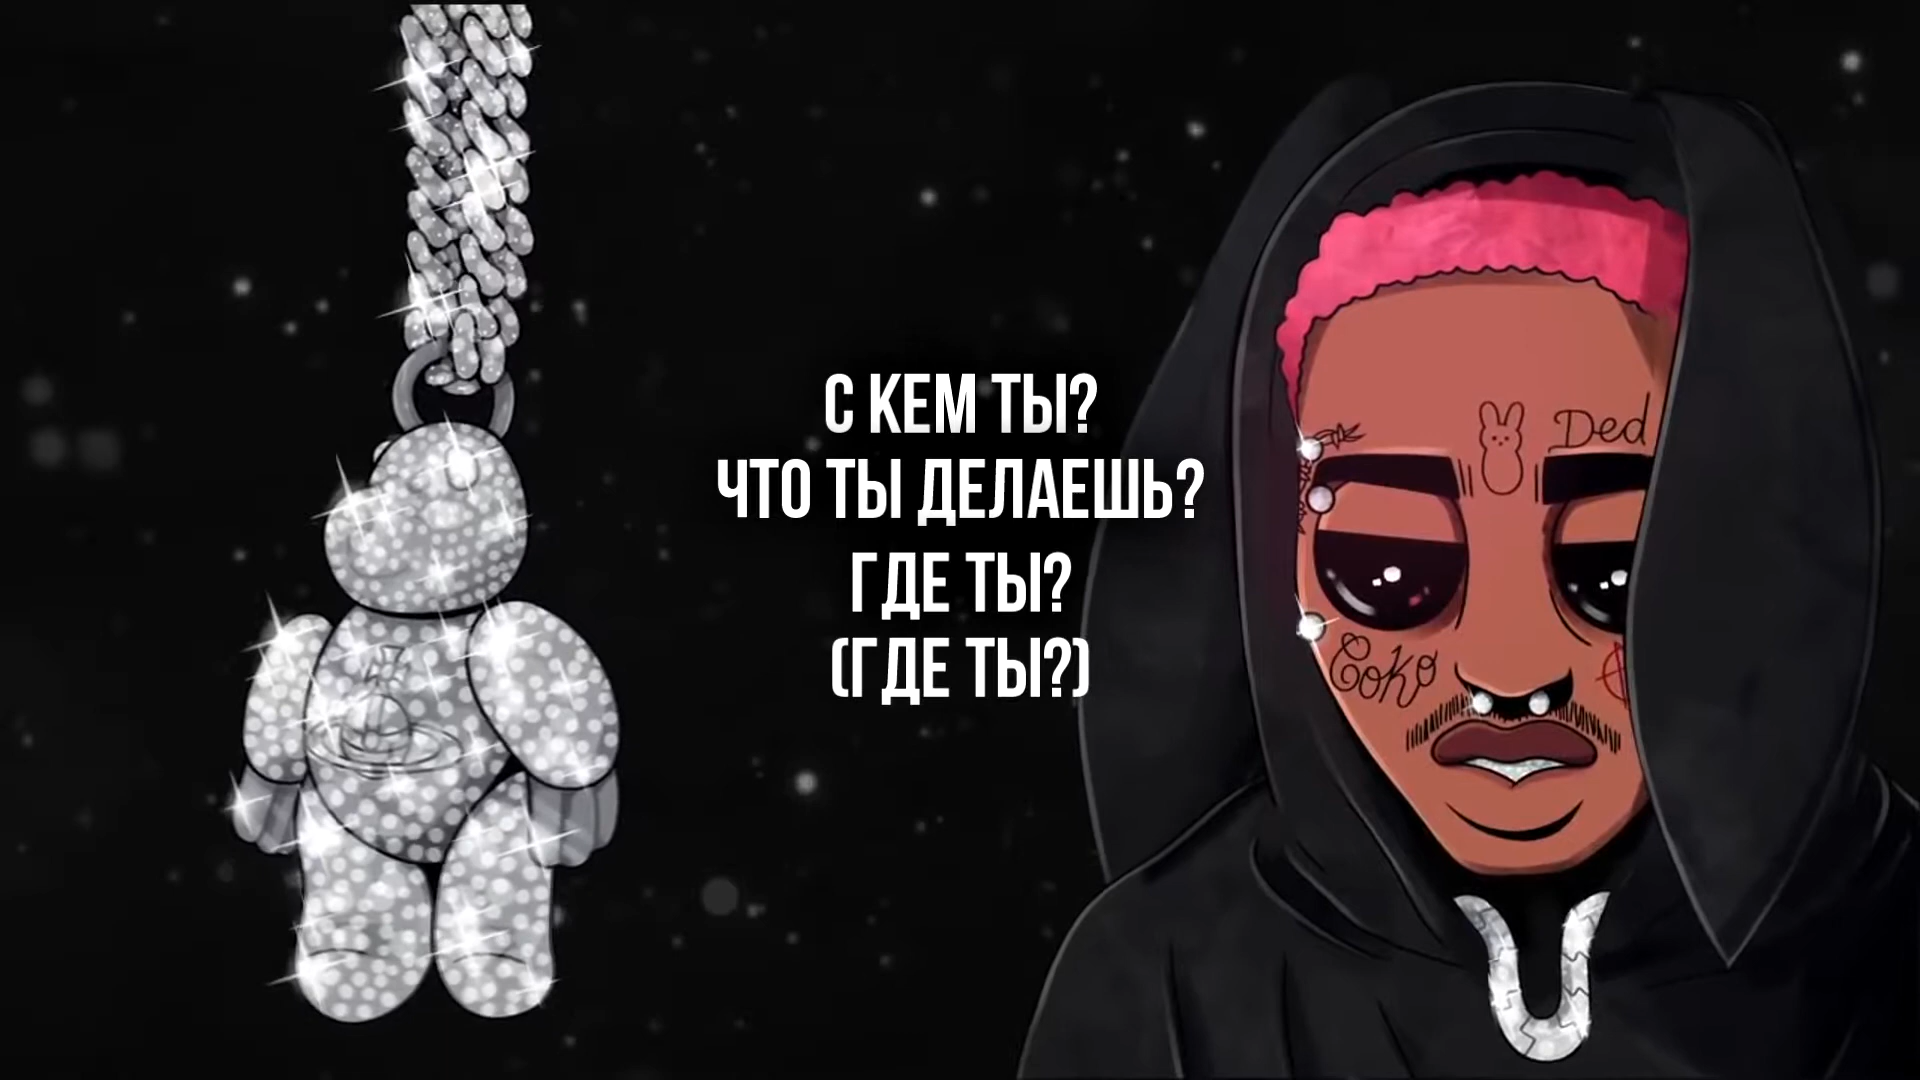 С КЕМ ТЫ?
ЧТО ТЫ ДЕЛАЕШЬ?
ГДЕ ТЫ?
(ГДЕ ТЫ?)
Ded
Coko